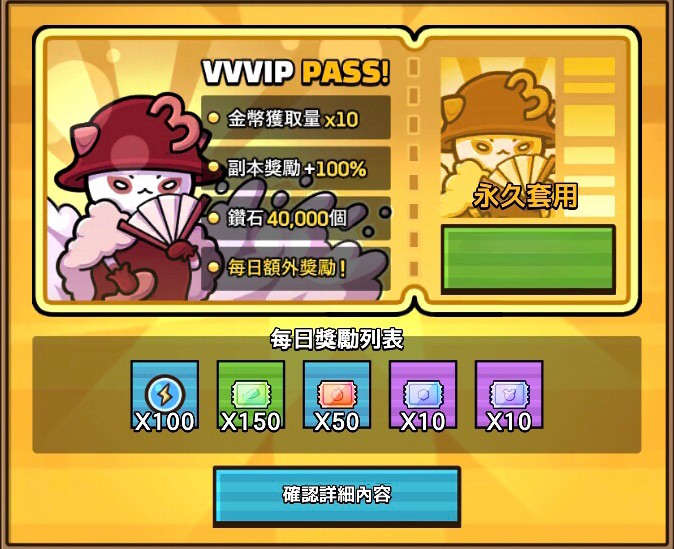 VVVIP PASS!
金幣獲取量 x10
副本獎勵 +100%
鑽石 40,000個
每日額外獎勵!
3
3
永久套用
每日獎勵列表
X100
X150
X50
X10
X10
確認詳細內容